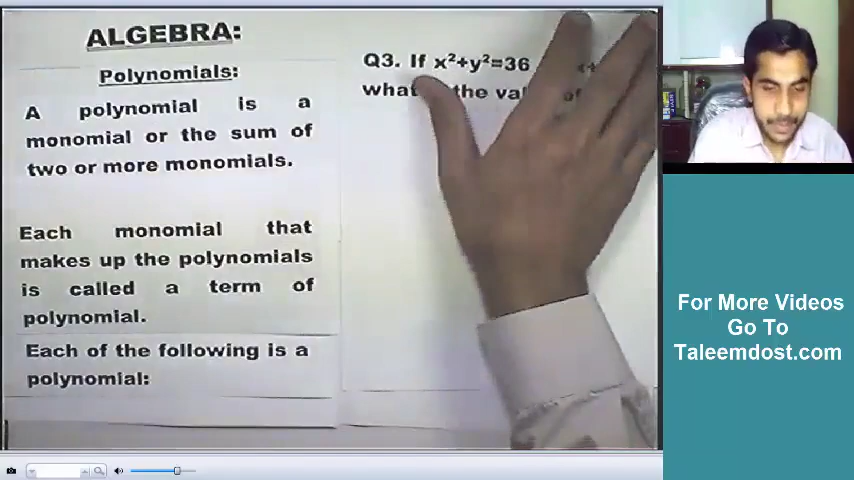 ALGEBRA:
Polynomials:
A polynomial is a
monomial or the sum of
two or more monomials.
Each monomial that
makes up the polynomials
is called a term of
polynomial.
Each of the following is a
polynomial:
Q3. If x²+y²=36
what the of
For More Videos
Go To
Taleemdost.com